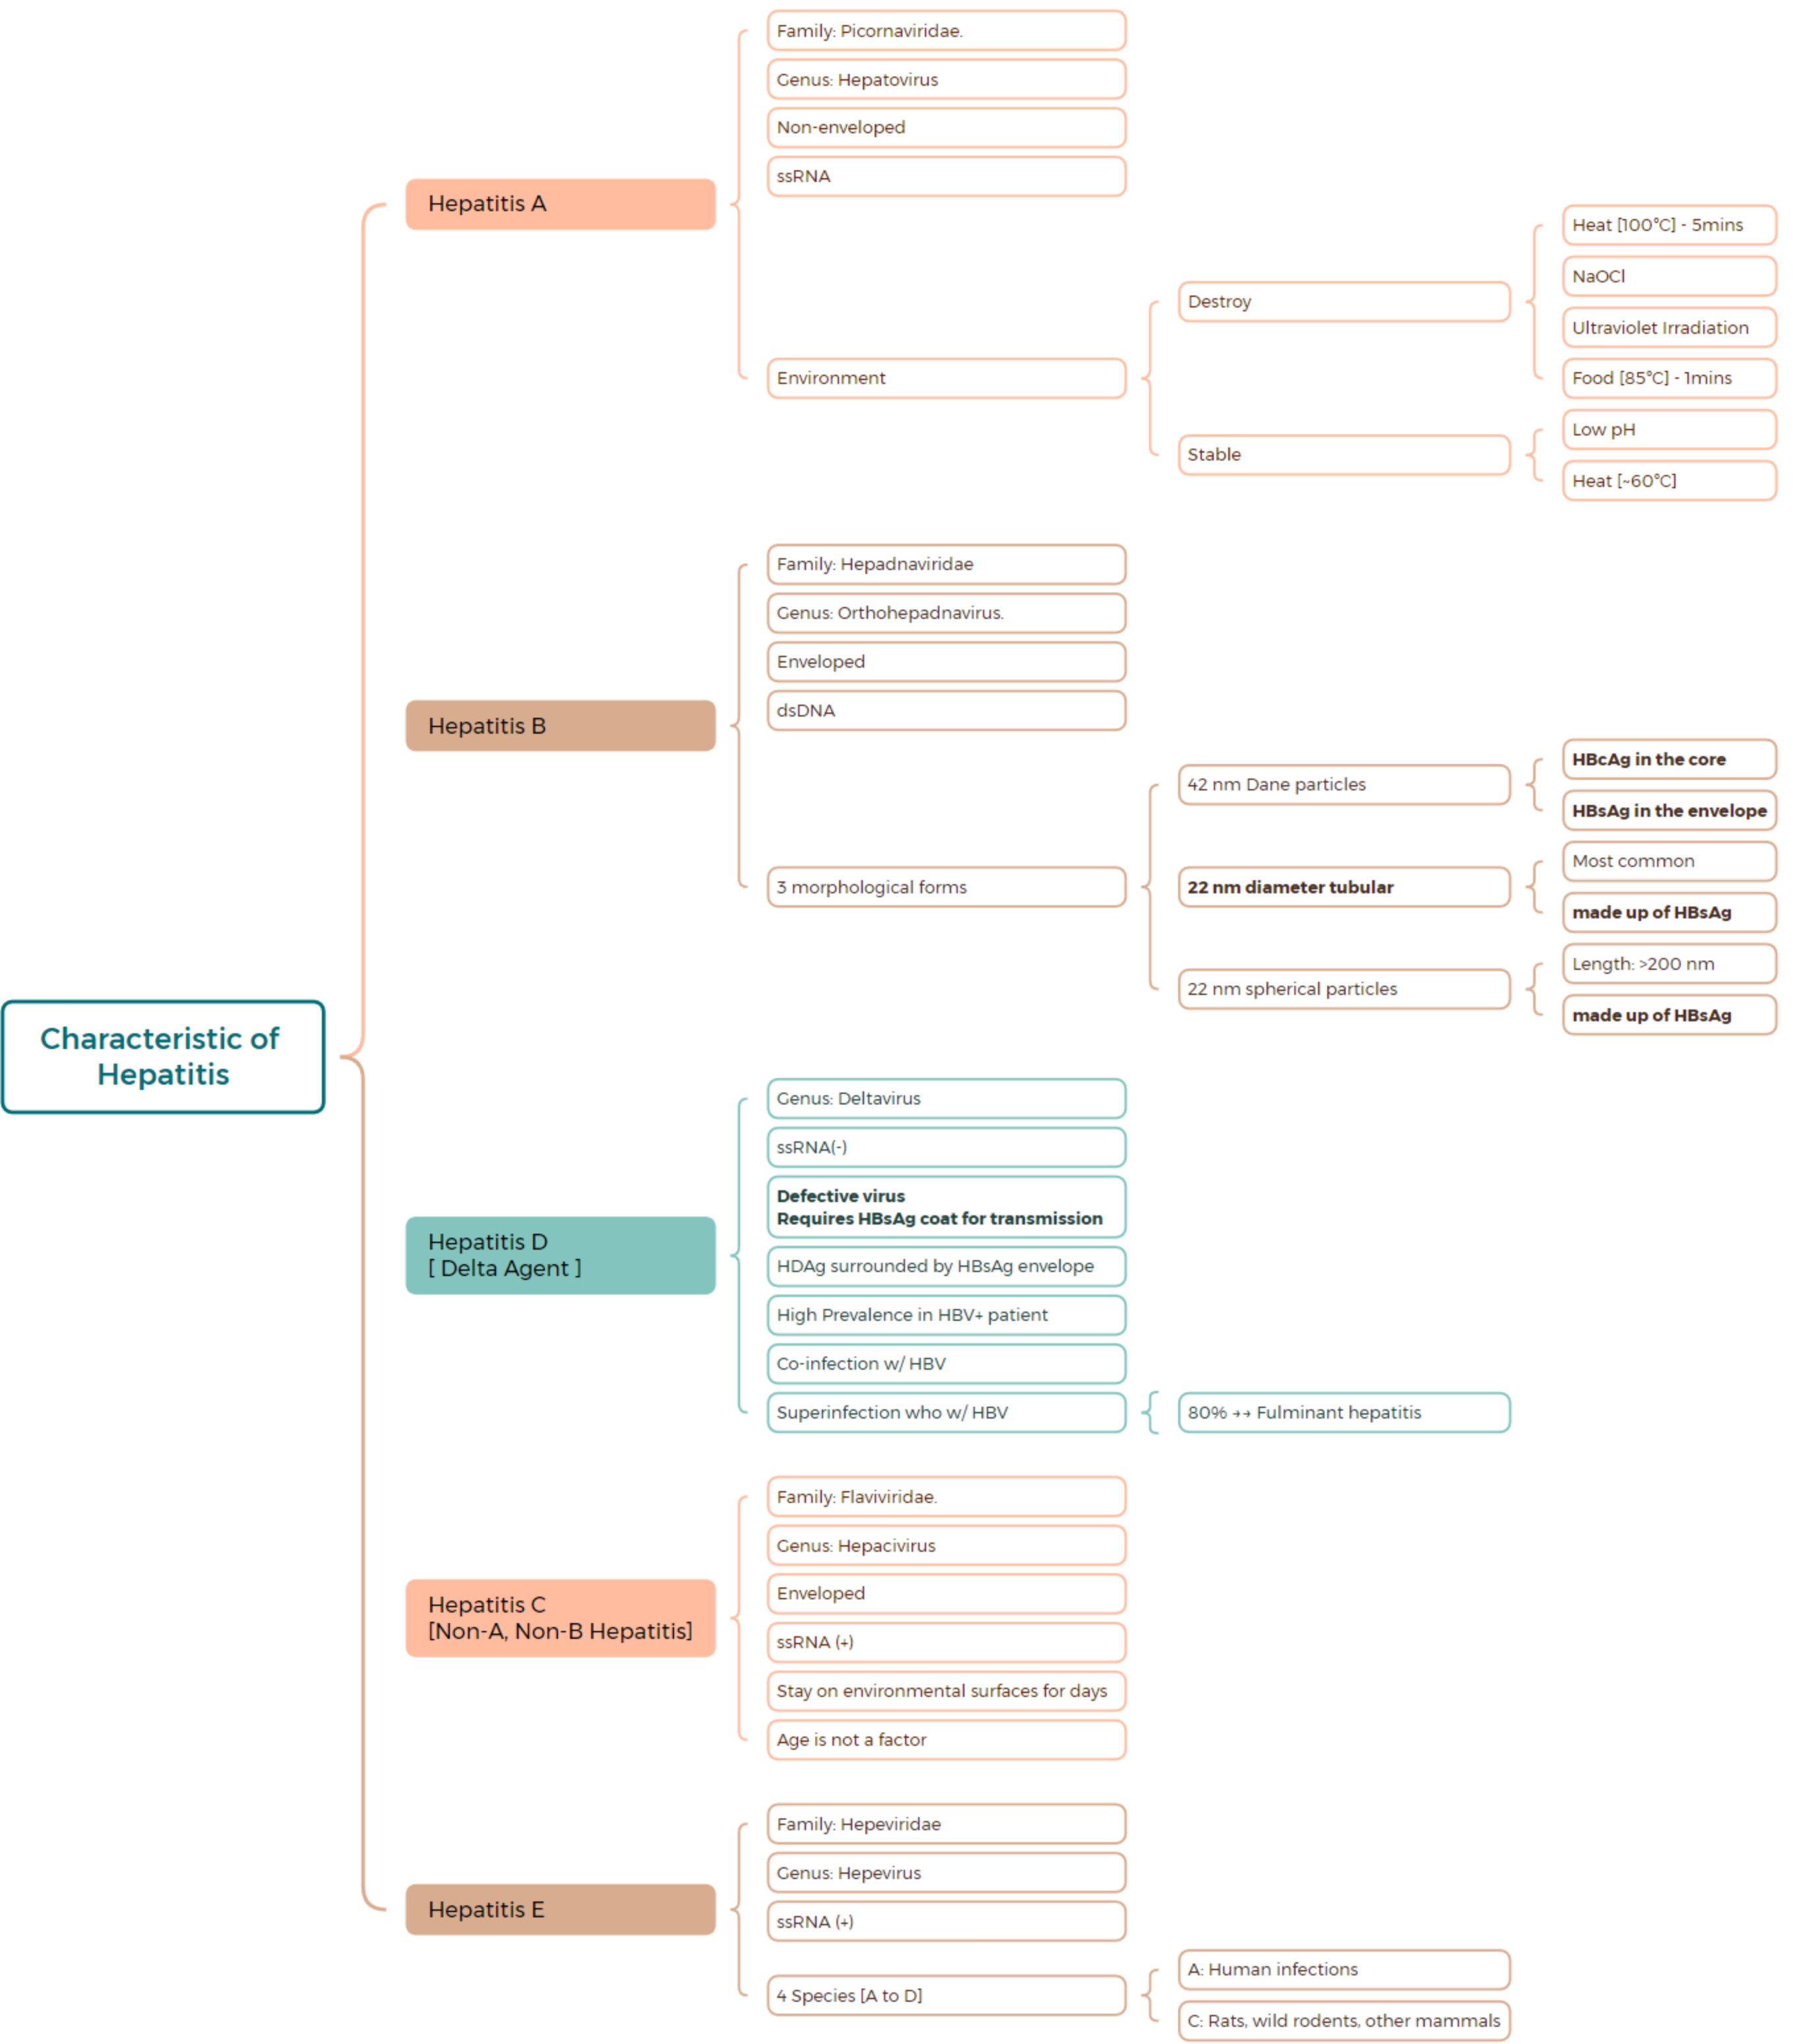 Characteristic of
Hepatitis
Hepatitis A
Family: Picornaviridae.
Genus: Hepatovirus
Non-enveloped
ssRNA
Environment
Destroy
Heat [100°C] - 5mins
NaOCl
Ultraviolet Irradiation
Food [85°C] - 1mins
Stable
Low pH
Heat [~60°C]
Hepatitis B
Family: Hepadnaviridae
Genus: Orthohepadnavirus.
Enveloped
dsDNA
3 morphological forms
42 nm Dane particles
HBcAg in the core
HBsAg in the envelope
22 nm diameter tubular
Most common
made up of HBsAg
22 nm spherical particles
Length: >200 nm
made up of HBsAg
Hepatitis D
[ Delta Agent ]
Genus: Deltavirus
ssRNA(-)
Defective virus
Requires HBsAg coat for transmission
HDAg surrounded by HBsAg envelope
High Prevalence in HBV+ patient
Co-infection w/ HBV
Superinfection who w/ HBV
80% →→ Fulminant hepatitis
Hepatitis C
[Non-A, Non-B Hepatitis]
Family: Flaviviridae.
Genus: Hepacivirus
Enveloped
ssRNA (+)
Stay on environmental surfaces for days
Age is not a factor
Hepatitis E
Family: Hepeviridae
Genus: Hepevirus
ssRNA (+)
4 Species [A to D]
A: Human infections
C: Rats, wild rodents, other mammals